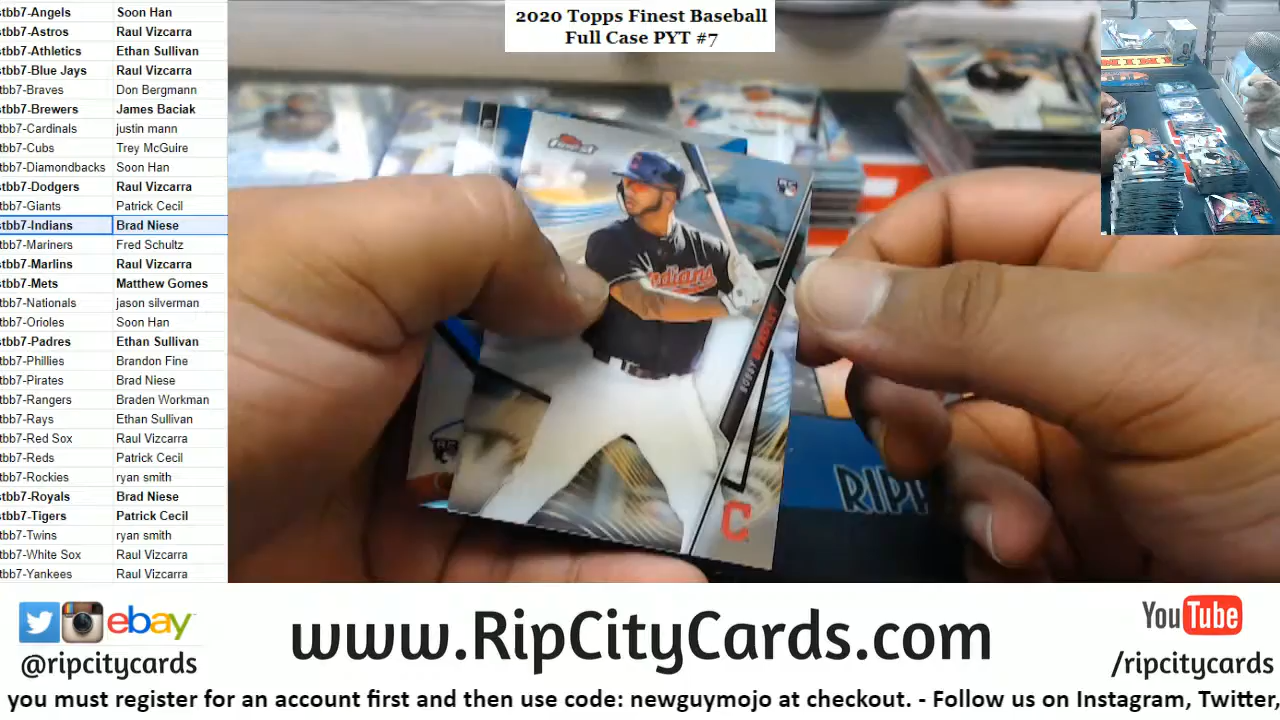 2020 Topps Finest Baseball
Full Case PYT #7
stbb7-Angels Soon Han
stbb7-Astros Raul Vizcarra
stbb7-Athletics Ethan Sullivan
stbb7-Blue Jays Raul Vizcarra
tbb7-Braves Don Bergmann
tbb7-Brewers James Baciak
tbb7-Cardinals justin mann
tbb7-Cubs Trey McGuire
tbb7-Diamondbacks Soon Han
tbb7-Dodgers Raul Vizcarra
tbb7-Giants Patrick Cecil
stbb7-Indians Brad Niese
tbb7-Mariners Fred Schultz
tbb7-Marlins Raul Vizcarra
tbb7-Mets Matthew Gomes
tbb7-Nationals jason silverman
tbb7-Orioles Soon Han
tbb7-Padres Ethan Sullivan
tbb7-Phillies Brandon Fine
tbb7-Pirates Brad Niese
tbb7-Rangers Braden Workman
tbb7-Rays Ethan Sullivan
tbb7-Red Sox Raul Vizcarra
tbb7-Reds Patrick Cecil
tbb7-Rockies ryan smith
tbb7-Royals Brad Niese
tbb7-Tigers Patrick Cecil
tbb7-Twins ryan smith
tbb7-White Sox Raul Vizcarra
tbb7-Yankees Raul Vizcarra
Finest
RC
Indians
BOBBY BRADLEY
C
RIPP
ebay
@ripcitycards
www.RipCityCards.com
YouTube
/ripcitycards
you must register for an account first and then use code: newguymojo at checkout. - Follow us on Instagram, Twitter,